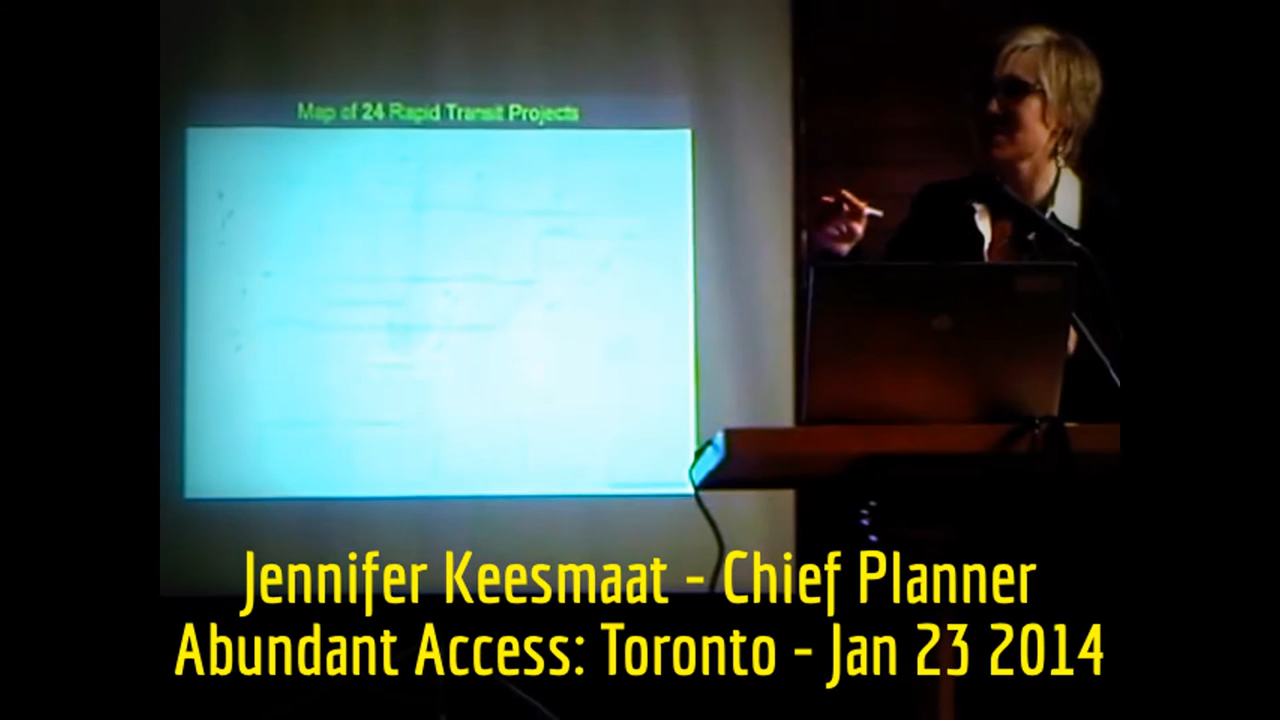 Map of 24 Rapid Transit Projects
Jennifer Keesmaat - Chief Planner
Abundant Access: Toronto - Jan 23 2014